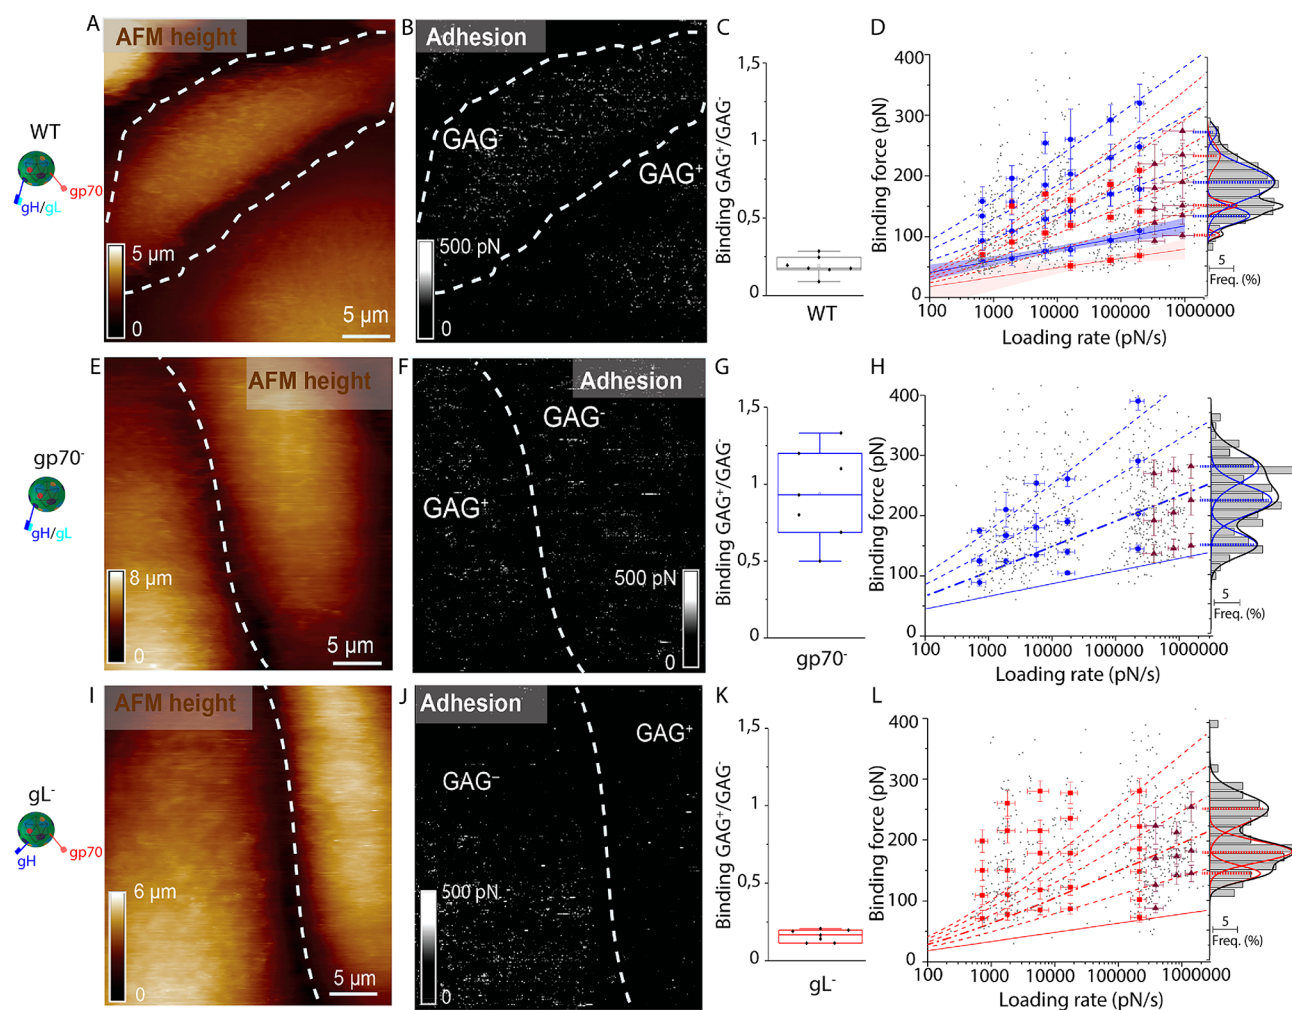 A
AFM height
5 µm
0
5 µm
WT
gH/gL
gp70
B
Adhesion
GAG⁻
GAG⁺
500 pN
0
C
Binding GAG⁺/GAG⁻
1,5
1
0,5
0
WT
D
Binding force (pN)
400
300
200
100
0
100
1000
10000
100000
1000000
Loading rate (pN/s)
5
Freq. (%)
E
AFM height
8 µm
0
5 µm
gp70⁻
gH/gL
F
Adhesion
GAG⁻
GAG⁺
500 pN
0
G
Binding GAG⁺/GAG⁻
1,5
1
0,5
0
gp70⁻
H
Binding force (pN)
400
300
200
100
0
100
1000
10000
100000
1000000
Loading rate (pN/s)
5
Freq. (%)
I
AFM height
6 µm
0
5 µm
gL⁻
gH
gp70
J
Adhesion
GAG⁺
GAG⁻
500 pN
0
K
Binding GAG⁺/GAG⁻
1,5
1
0,5
0
gL⁻
L
Binding force (pN)
400
300
200
100
0
100
1000
10000
100000
1000000
Loading rate (pN/s)
5
Freq. (%)